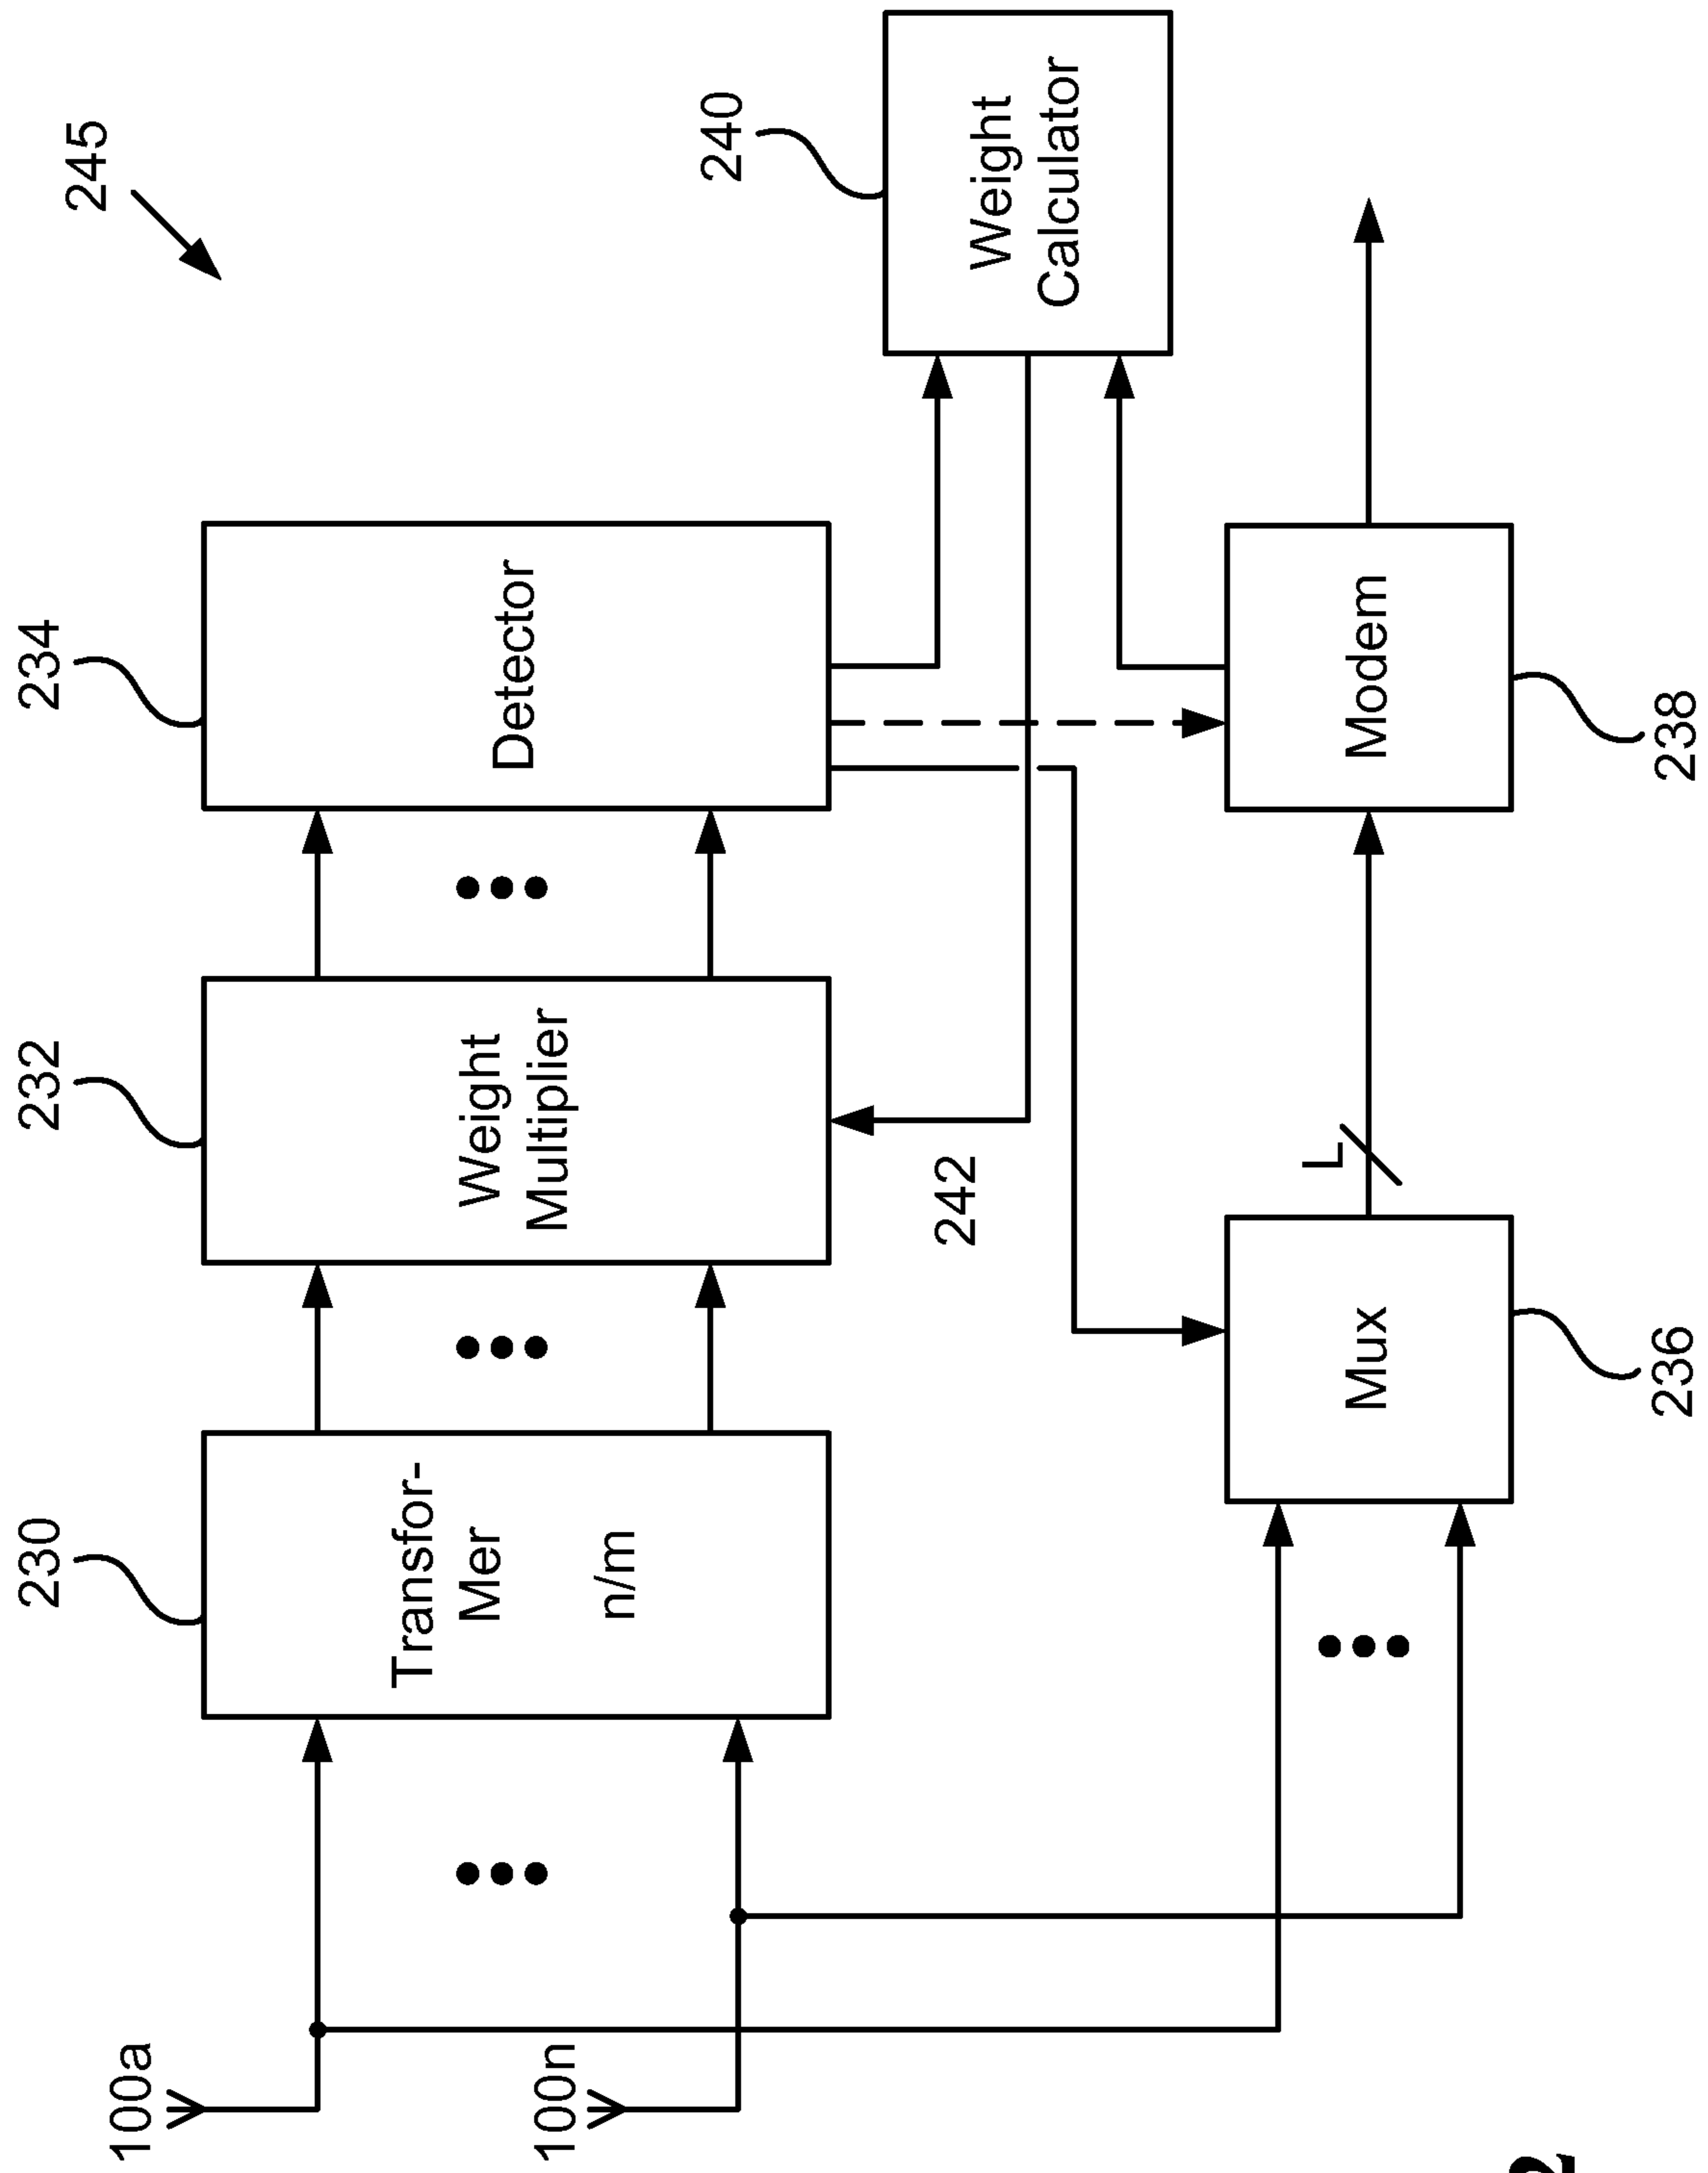 245
230
232
234
240
100a
100n
Transfor-
Mer
n/m
Weight
Multiplier
Detector
Weight
Calculator
242
L
Mux
Modem
236
238
2